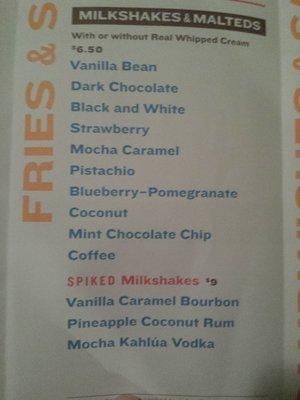 MILKSHAKES & MALTEDS
With or without Real Whipped Cream
$6.50
Vanilla Bean
Dark Chocolate
Black and White
Strawberry
Mocha Caramel
Pistachio
Blueberry–Pomegranate
Coconut
Mint Chocolate Chip
Coffee
SPIKED Milkshakes $9
Vanilla Caramel Bourbon
Pineapple Coconut Rum
Mocha Kahlúa Vodka
FRIES & S